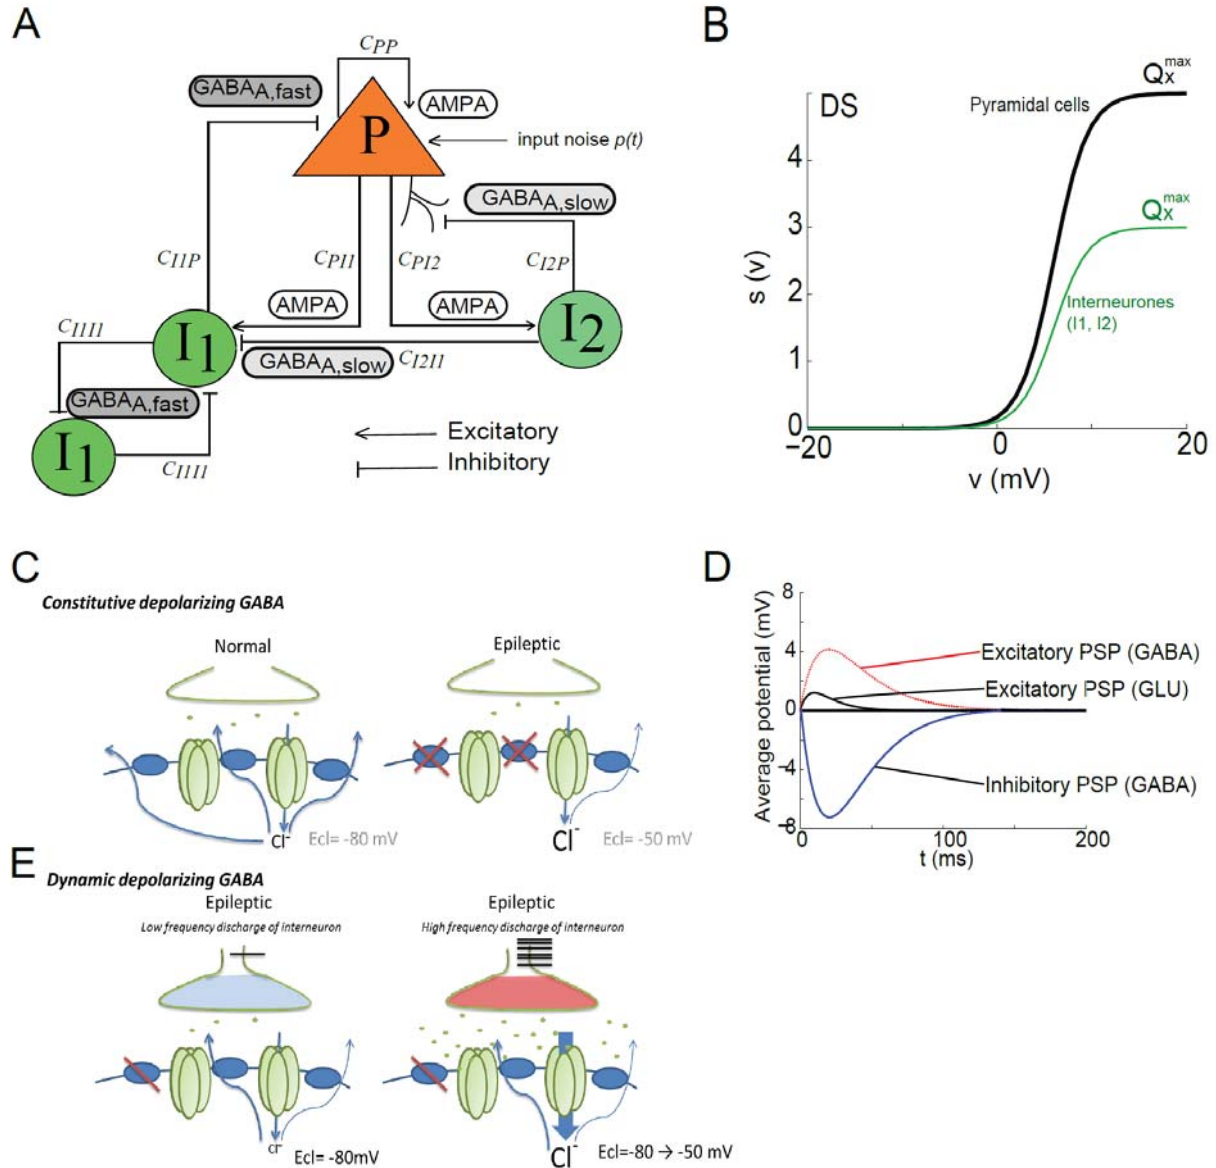 A
C_PP
GABA_A,fast
AMPA
P
input noise p(t)
GABA_A,slow
C_I1P
C_PI1
C_PI2
C_I2P
AMPA
AMPA
I_1
I_2
C_I1I1
GABA_A,slow
C_I2I1
GABA_A,fast
I_1
C_I1I1
Excitatory
Inhibitory
B
Q_x^max
DS
Pyramidal cells
4
Q_x^max
3
s (v)
2
Interneurones
(I1, I2)
1
0
−20
0
20
v (mV)
C
Constitutive depolarizing GABA
Normal
Epileptic
Cl⁻
Ecl= -80 mV
Cl⁻
Ecl= -50 mV
D
8
4
0
−4
−8
Average potential (mV)
Excitatory PSP (GABA)
Excitatory PSP (GLU)
Inhibitory PSP (GABA)
0
100
200
t (ms)
E
Dynamic depolarizing GABA
Epileptic
Low frequency discharge of interneuron
Epileptic
High frequency discharge of interneuron
Cl⁻
Ecl= -80mV
Cl⁻
Ecl=-80 → -50 mV